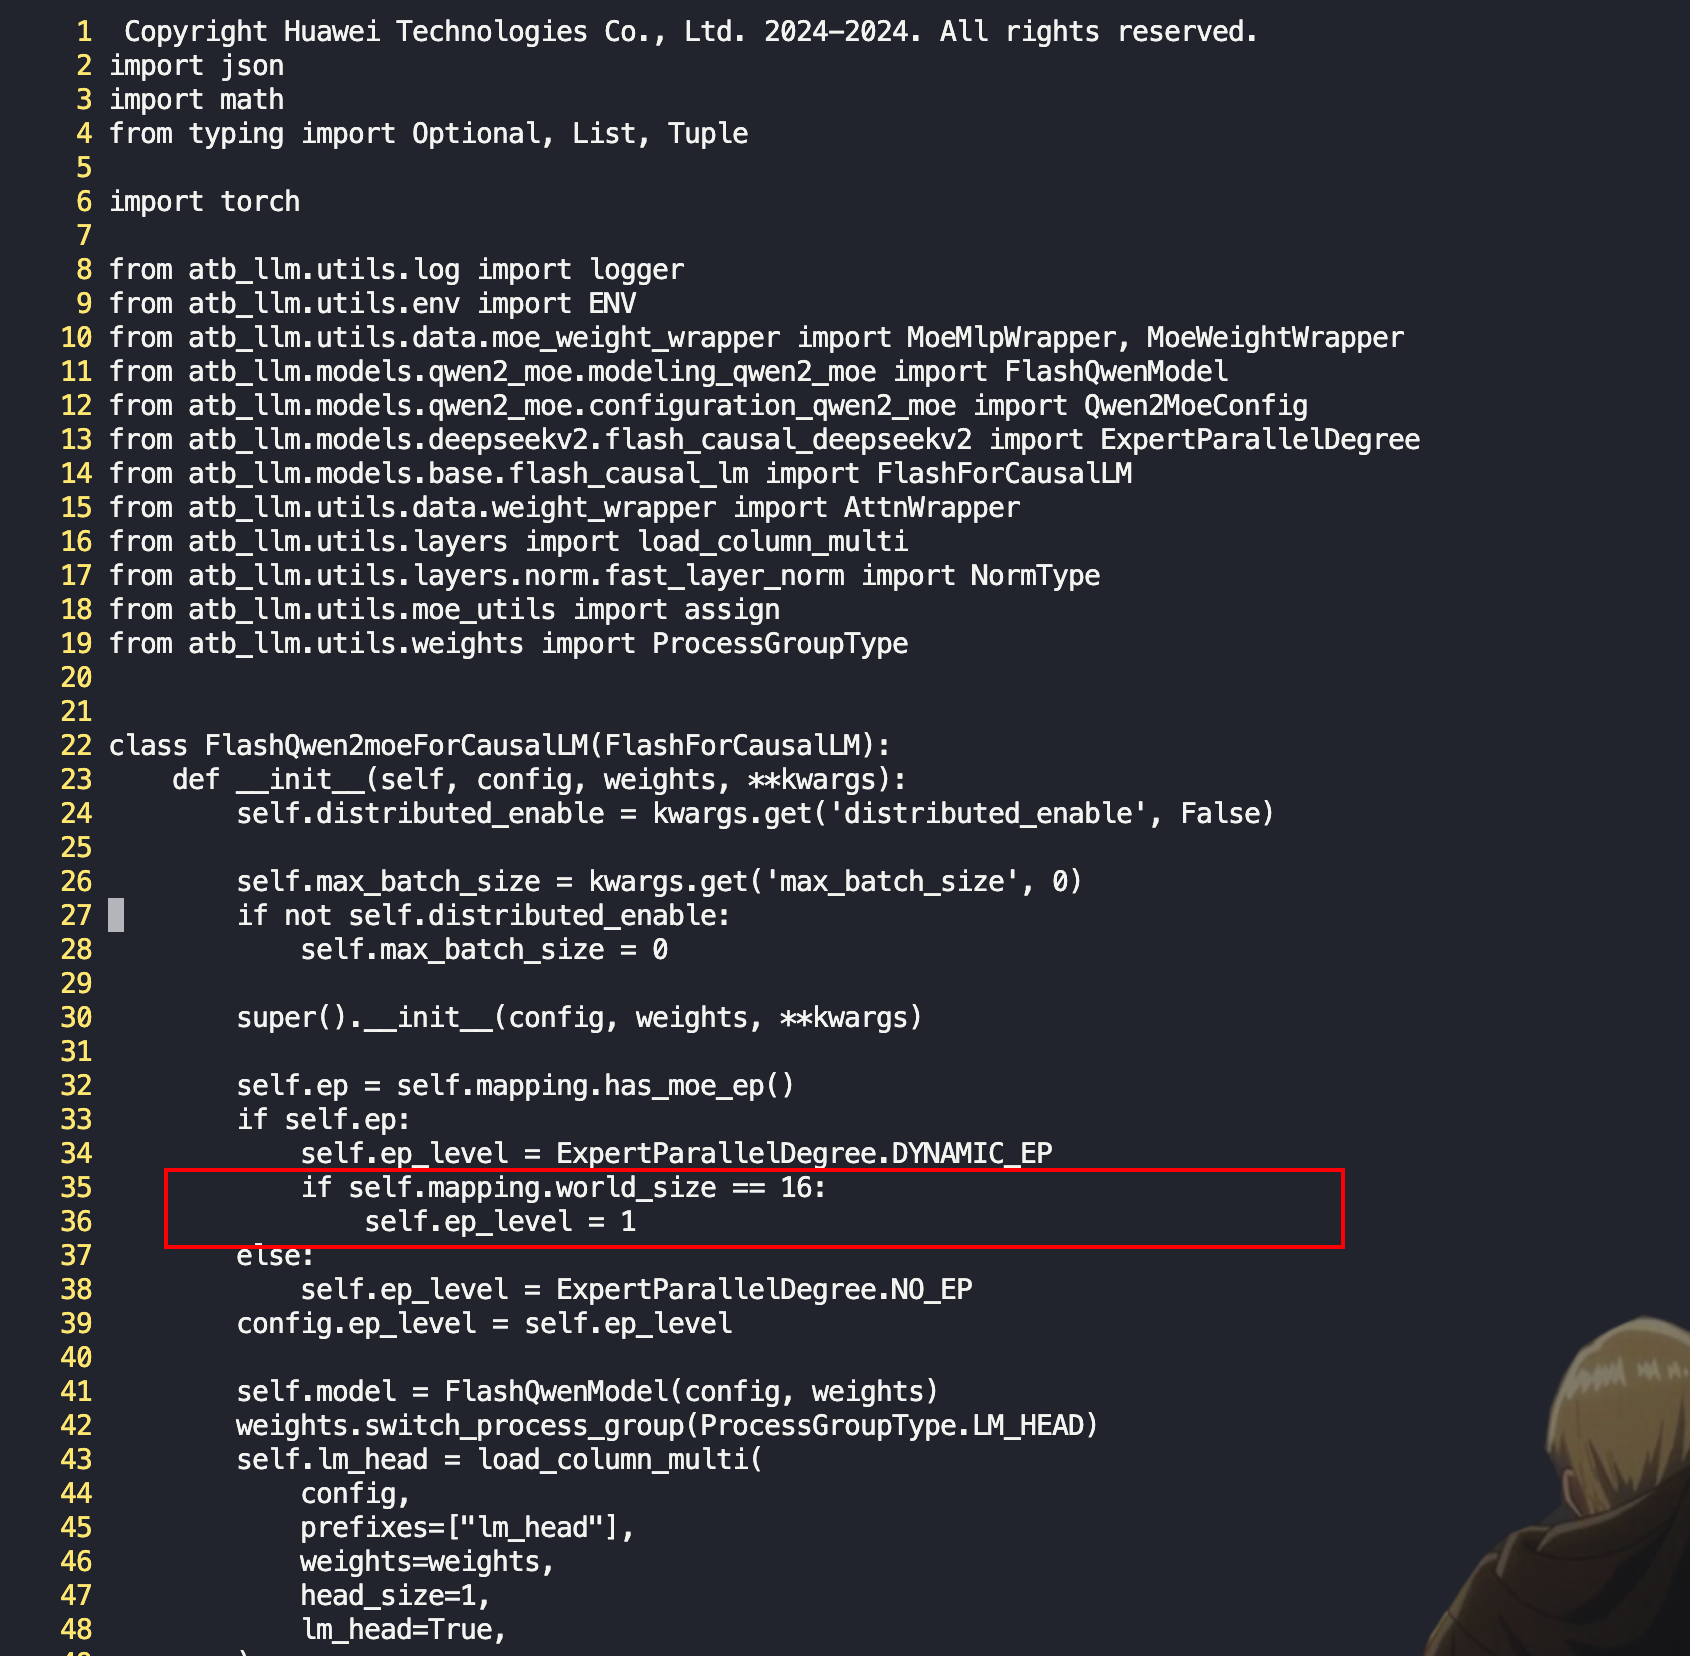 1 Copyright Huawei Technologies Co., Ltd. 2024-2024. All rights reserved.
2 import json
3 import math
4 from typing import Optional, List, Tuple
5
6 import torch
7
8 from atb_llm.utils.log import logger
9 from atb_llm.utils.env import ENV
10 from atb_llm.utils.data.moe_weight_wrapper import MoeMlpWrapper, MoeWeightWrapper
11 from atb_llm.models.qwen2_moe.modeling_qwen2_moe import FlashQwenModel
12 from atb_llm.models.qwen2_moe.configuration_qwen2_moe import Qwen2MoeConfig
13 from atb_llm.models.deepseekv2.flash_causal_deepseekv2 import ExpertParallelDegree
14 from atb_llm.models.base.flash_causal_lm import FlashForCausalLM
15 from atb_llm.utils.data.weight_wrapper import AttnWrapper
16 from atb_llm.utils.layers import load_column_multi
17 from atb_llm.utils.layers.norm.fast_layer_norm import NormType
18 from atb_llm.utils.moe_utils import assign
19 from atb_llm.utils.weights import ProcessGroupType
20
21
22 class FlashQwen2moeForCausalLM(FlashForCausalLM):
23     def __init__(self, config, weights, **kwargs):
24         self.distributed_enable = kwargs.get('distributed_enable', False)
25
26         self.max_batch_size = kwargs.get('max_batch_size', 0)
27         if not self.distributed_enable:
28             self.max_batch_size = 0
29
30         super().__init__(config, weights, **kwargs)
31
32         self.ep = self.mapping.has_moe_ep()
33         if self.ep:
34             self.ep_level = ExpertParallelDegree.DYNAMIC_EP
35             if self.mapping.world_size == 16:
36                 self.ep_level = 1
37         else:
38             self.ep_level = ExpertParallelDegree.NO_EP
39         config.ep_level = self.ep_level
40
41         self.model = FlashQwenModel(config, weights)
42         weights.switch_process_group(ProcessGroupType.LM_HEAD)
43         self.lm_head = load_column_multi(
44             config,
45             prefixes=["lm_head"],
46             weights=weights,
47             head_size=1,
48             lm_head=True,